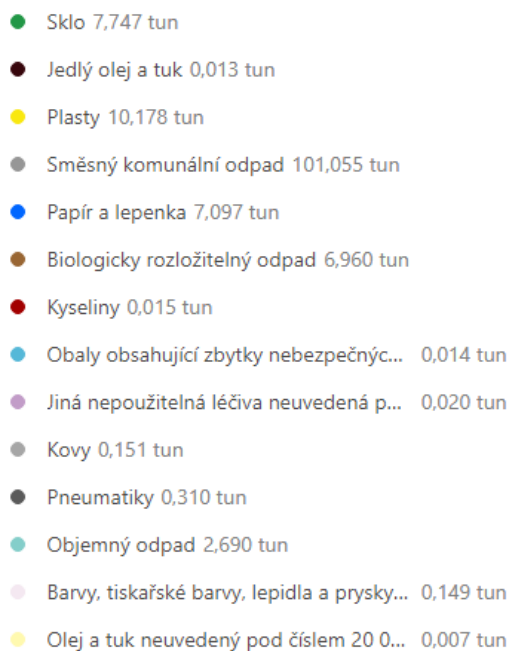 Sklo 7,747 tun
Jedlý olej a tuk 0,013 tun
Plasty 10,178 tun
Směsný komunální odpad 101,055 tun
Papír a lepenka 7,097 tun
Biologicky rozložitelný odpad 6,960 tun
Kyseliny 0,015 tun
Obaly obsahující zbytky nebezpečnýc... 0,014 tun
Jiná nepoužitelná léčiva neuvedená p... 0,020 tun
Kovy 0,151 tun
Pneumatiky 0,310 tun
Objemný odpad 2,690 tun
Barvy, tiskařské barvy, lepidla a prysky... 0,149 tun
Olej a tuk neuvedený pod číslem 20 0... 0,007 tun